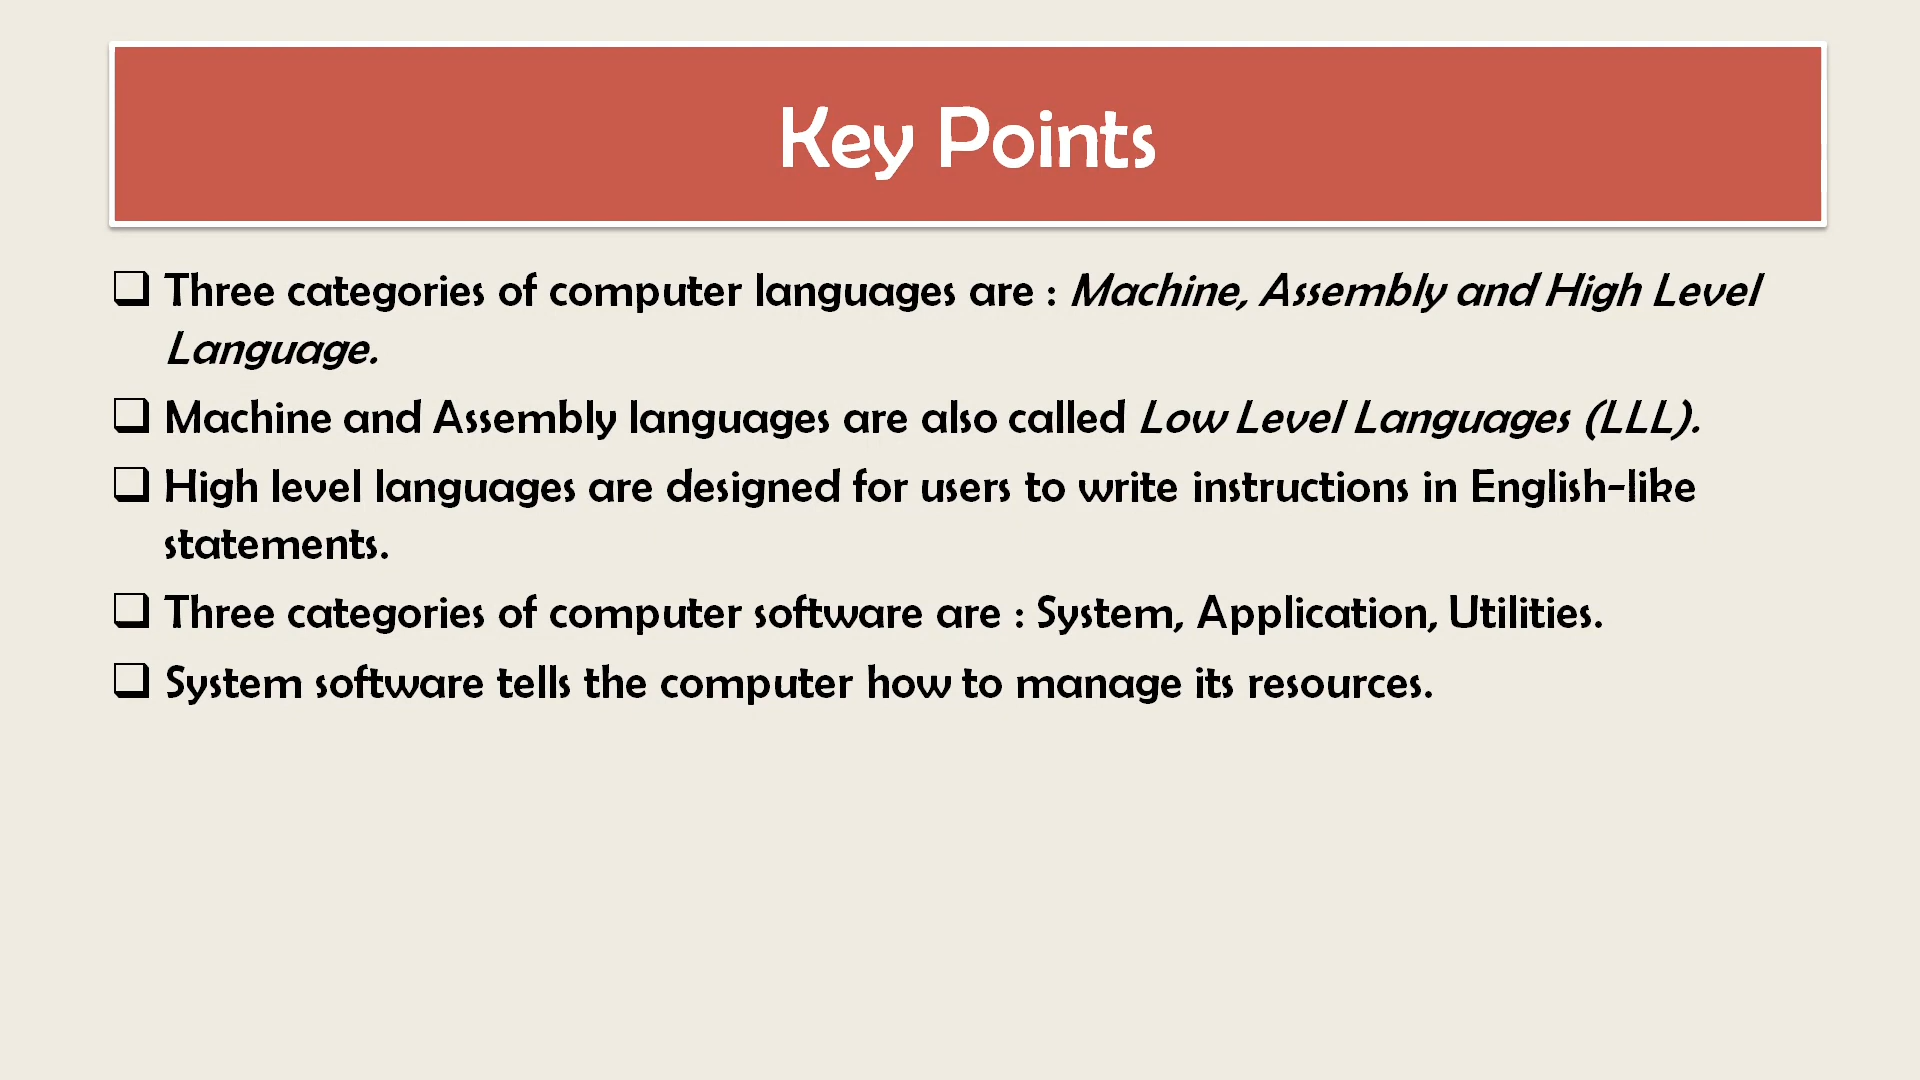 Key Points
Three categories of computer languages are : Machine, Assembly and High Level
Language.
Machine and Assembly languages are also called Low Level Languages (LLL).
High level languages are designed for users to write instructions in English-like
statements.
Three categories of computer software are : System, Application, Utilities.
System software tells the computer how to manage its resources.